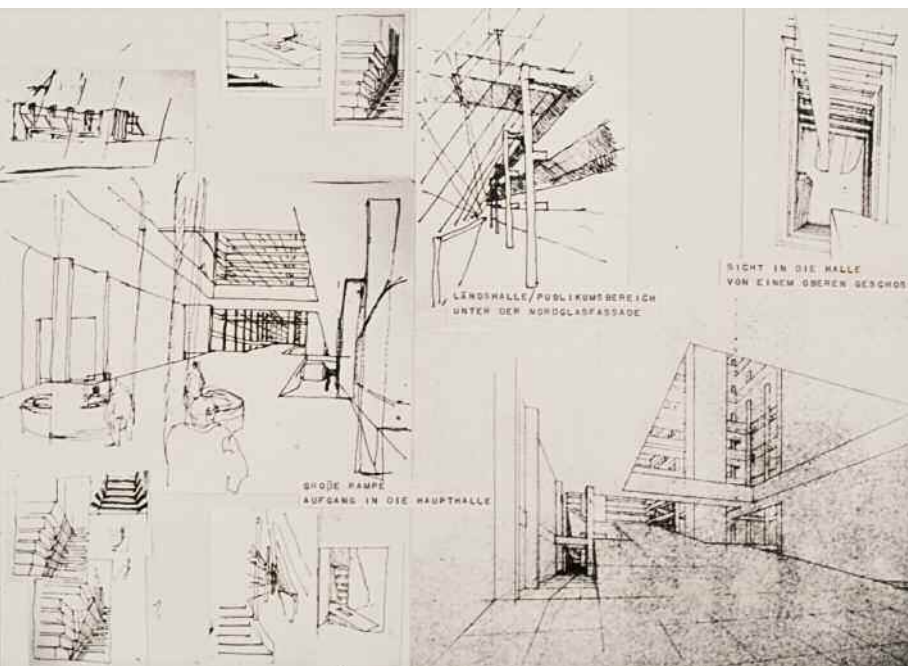 LÄNGSHALLE/PUBLIKUMSBEREICH
UNTER DER NORDGLASFASSADE
SICHT IN DIE HALLE
VON EINEM OBEREN GESCHOS
GROßE RAMPE
AUFGANG IN DIE HAUPTHALLE